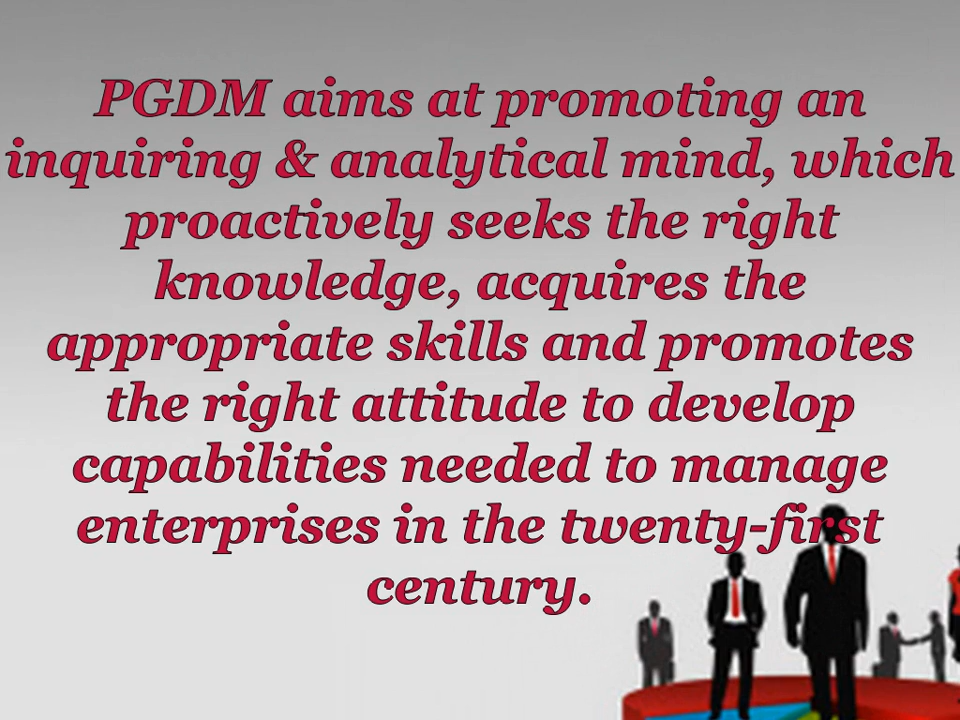 PGDM aims at promoting an
inquiring & analytical mind, which
proactively seeks the right
knowledge, acquires the
appropriate skills and promotes
the right attitude to develop
capabilities needed to manage
enterprises in the twenty-first
century.